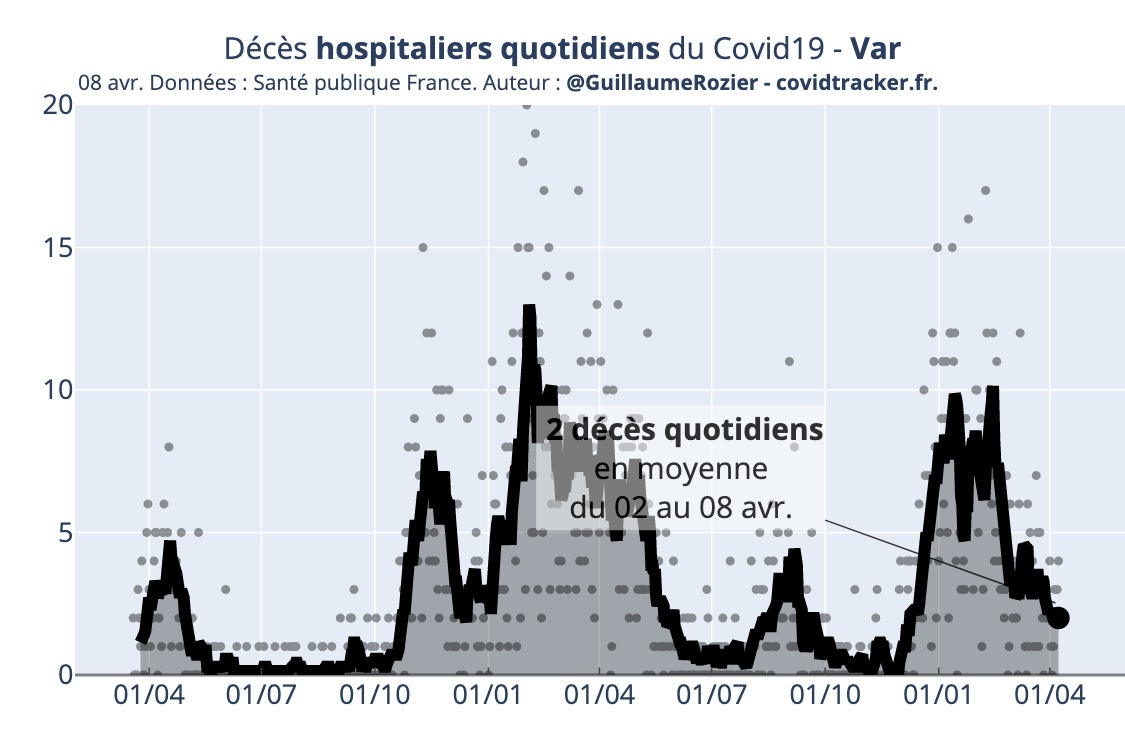 Décès hospitaliers quotidiens du Covid19 - Var
08 avr. Données : Santé publique France. Auteur : @GuillaumeRozier - covidtracker.fr.
20
15
10
5
0
2 décès quotidiens
en moyenne
du 02 au 08 avr.
01/04 01/07 01/10 01/01 01/04 01/07 01/10 01/01 01/04